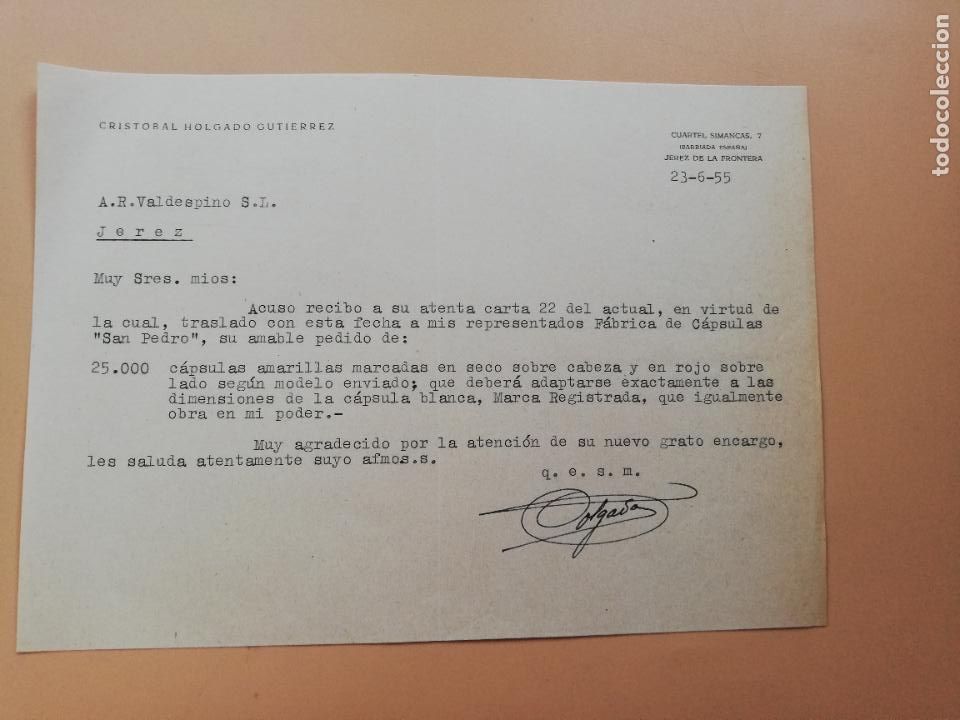 CRISTOBAL HOLGADO GUTIERREZ
CUARTEL SIMANCAS, 7
(BARRIADA ESPAÑA)
JEREZ DE LA FRONTERA
23-6-55
A.R.Valdespino S.L.
Jerez
Muy Sres. mios:
Acuso recibo a su atenta carta 22 del actual, en virtud de
la cual, traslado con esta fecha a mis representados Fábrica de Cápsulas
"San Pedro", su amable pedido de:
25.000 cápsulas amarillas marcadas en seco sobre cabeza y en rojo sobre
lado según modelo enviado; que deberá adaptarse exactamente a las
dimensiones de la cápsula blanca, Marca Registrada, que igualmente
obra en mi poder.-
Muy agradecido por la atención de su nuevo grato encargo,
les saluda atentamente suyo afmos.s.
q. e. s. m.
Holgado
todocoleccion.net